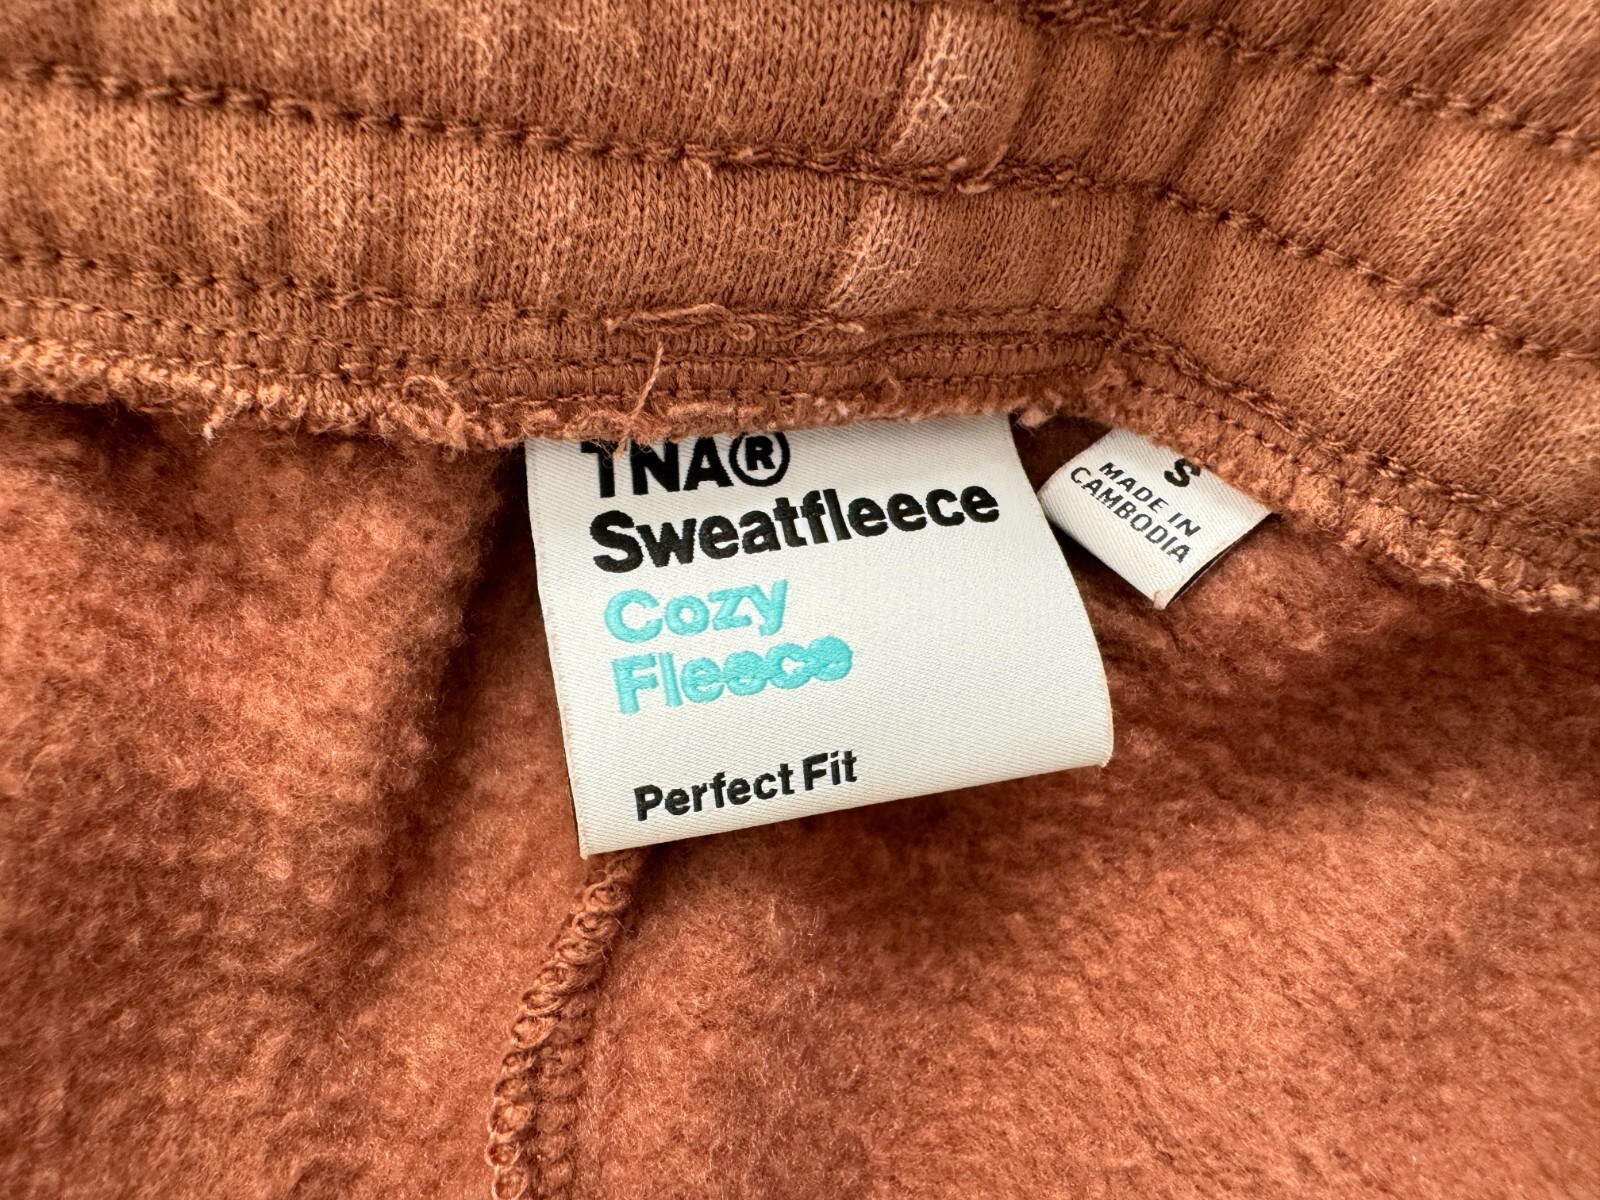 TNA®
Sweatfleece
Cozy
Fleece
Perfect Fit
S
MADE IN
CAMBODIA